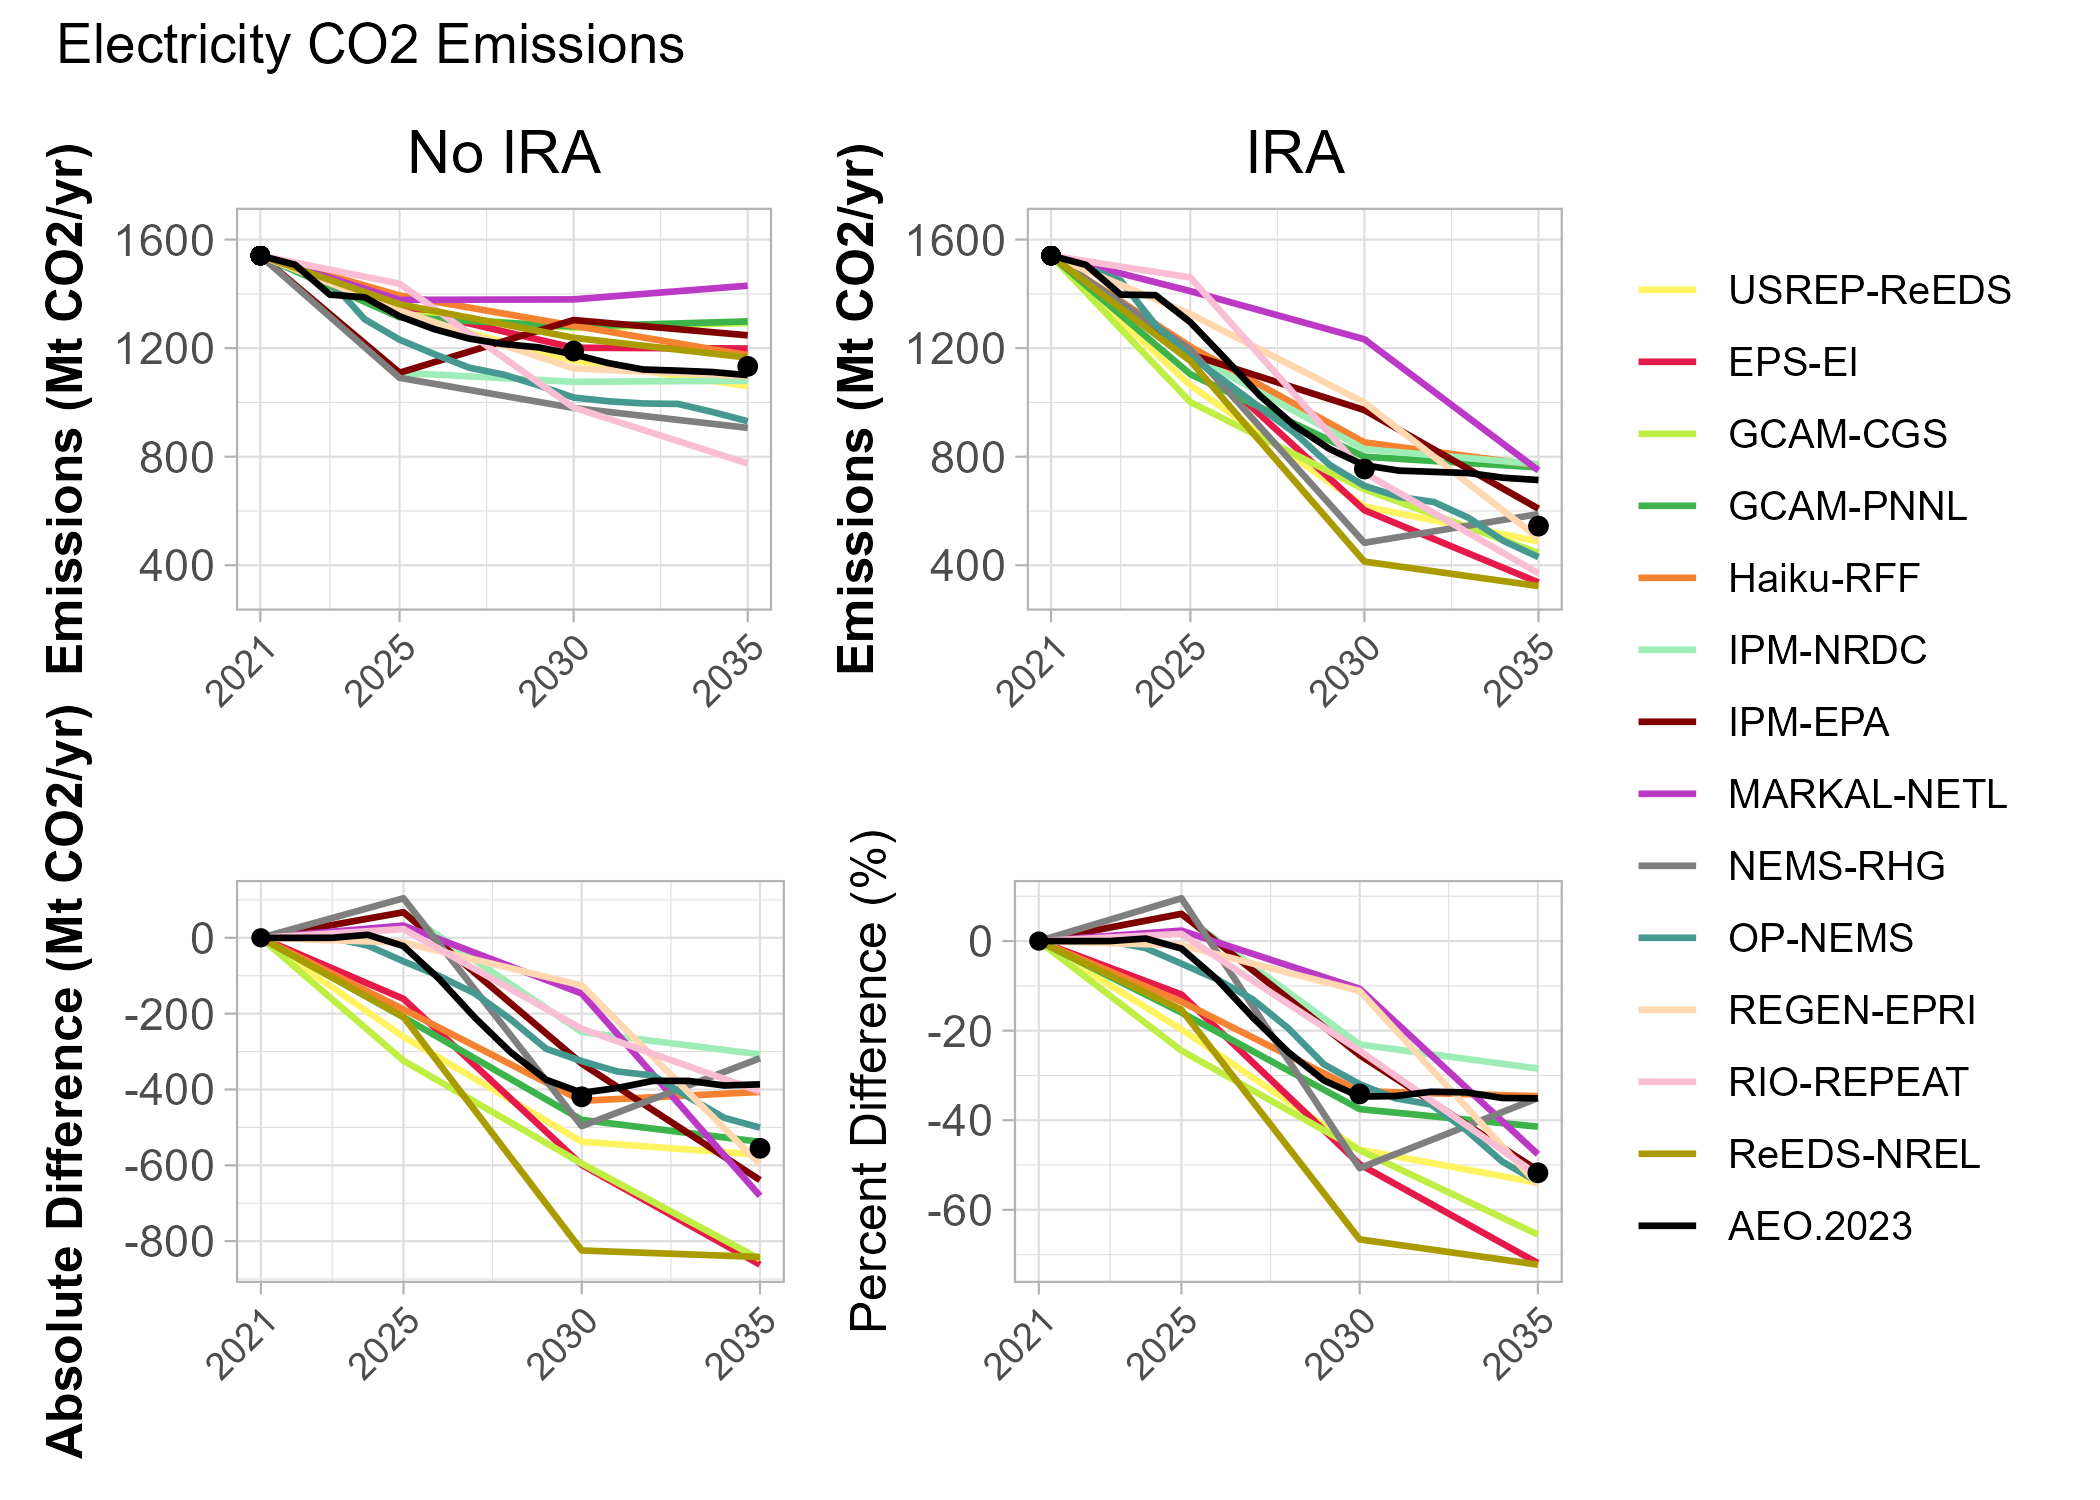 Electricity CO2 Emissions
No IRA
IRA
Emissions (Mt CO2/yr)
1600
1200
800
400
2021
2025
2030
2035
Emissions (Mt CO2/yr)
1600
1200
800
400
2021
2025
2030
2035
Absolute Difference (Mt CO2/yr)
0
-200
-400
-600
-800
2021
2025
2030
2035
Percent Difference (%)
0
-20
-40
-60
2021
2025
2030
2035
USREP-ReEDS
EPS-EI
GCAM-CGS
GCAM-PNNL
Haiku-RFF
IPM-NRDC
IPM-EPA
MARKAL-NETL
NEMS-RHG
OP-NEMS
REGEN-EPRI
RIO-REPEAT
ReEDS-NREL
AEO.2023